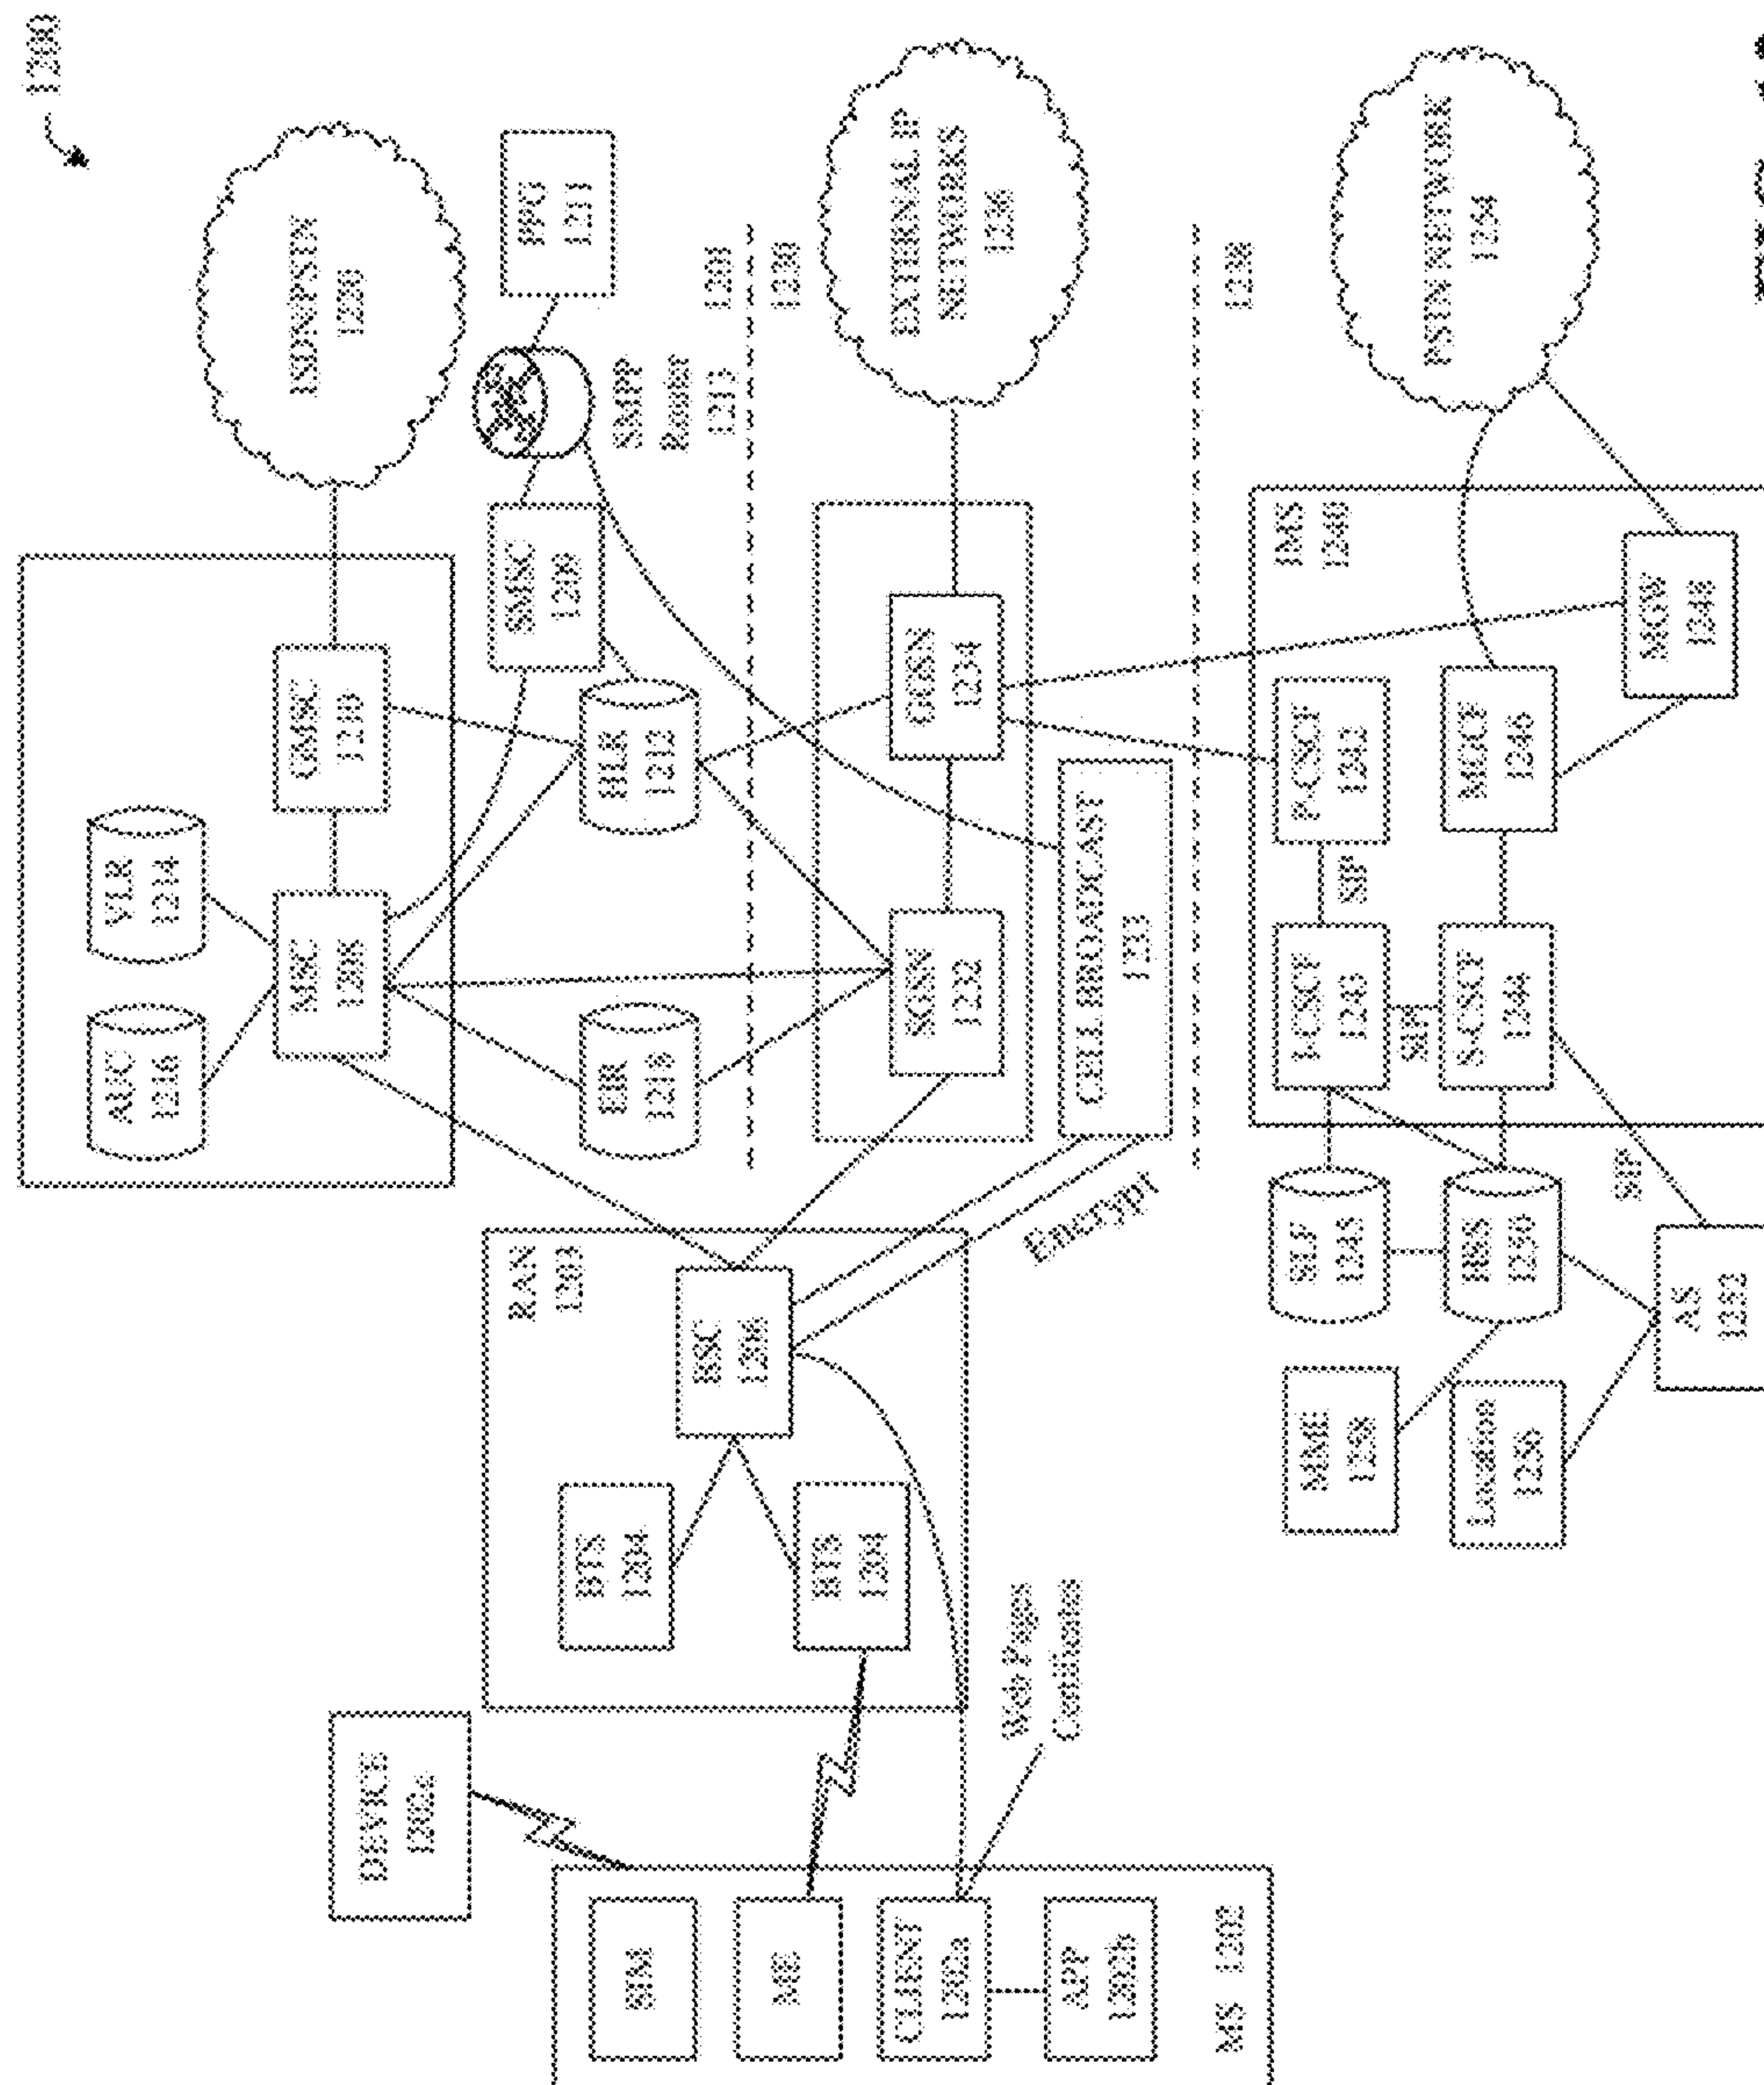 1200
ISDN/PSTN
1220
PPG
1211
SMPP
Router
1201
1230
EXTERNAL IP
NETWORKS
1236
1238
PSTN NETWORK
1254
GMSC
1210
SMSC
1209
VLR
1214
MSC
1208
AUC
1216
HLR
1212
EIR
1218
GGSN
1234
SGSN
1232
CELL BROADCAST
1233
Encrypt
IMS
1240
P-CSCF
1242
SIP
I-CSCF
1243
SIP
S-CSCF
1244
MGCF
1246
MGW
1248
SIP
SLF
1245
HSS
1250
AS
1252
MME
1258
Location
1256
RAN
1203
BSC
1206
BTS
1204
BTS
1204
Web Pages
DEVICE
SIM
ME
CLIENT
1202a
APP
1202b
MS 1202